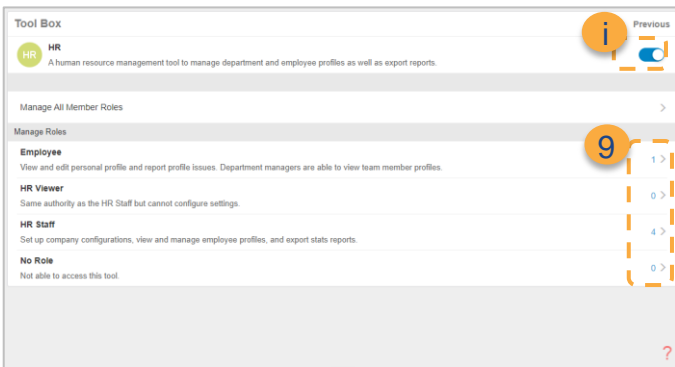 Tool Box
Previous
i
HR
HR
A human resource management tool to manage department and employee profiles as well as export reports.
Manage All Member Roles >
Manage Roles
9
Employee
View and edit personal profile and report profile issues. Department managers are able to view team member profiles.
1 >
HR Viewer
Same authority as the HR Staff but cannot configure settings.
0 >
HR Staff
Set up company configurations, view and manage employee profiles, and export stats reports.
4 >
No Role
Not able to access this tool.
0 >
?